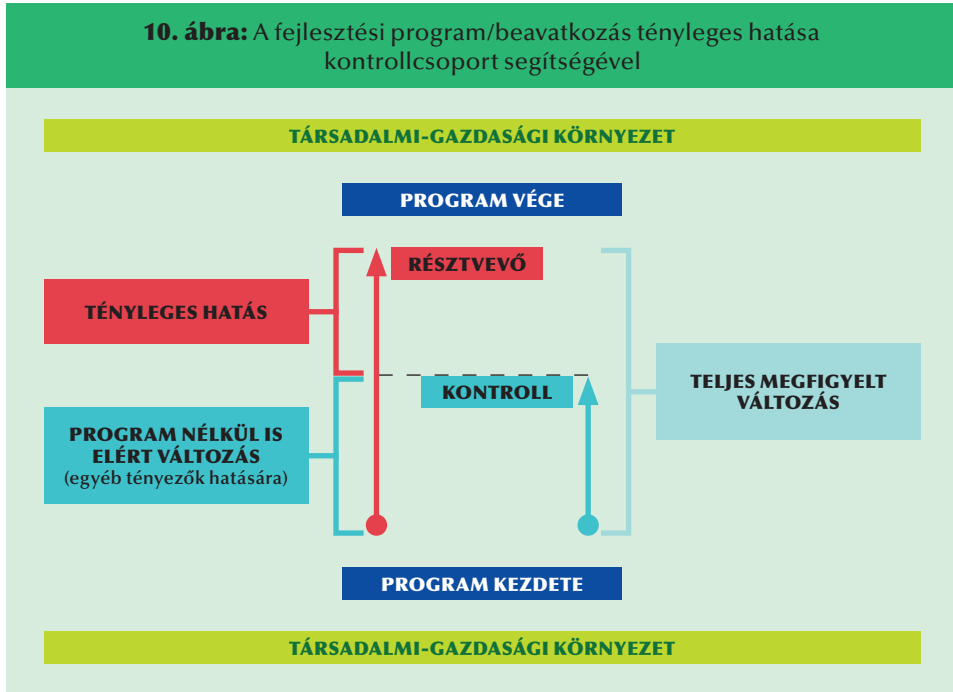 10. ábra: A fejlesztési program/beavatkozás tényleges hatása
kontrollcsoport segítségével
TÁRSADALMI-GAZDASÁGI KÖRNYEZET
PROGRAM VÉGE
RÉSZTVEVŐ
TÉNYLEGES HATÁS
KONTROLL
TELJES MEGFIGYELT
VÁLTOZÁS
PROGRAM NÉLKÜL IS
ELÉRT VÁLTOZÁS
(egyéb tényezők hatására)
PROGRAM KEZDETE
TÁRSADALMI-GAZDASÁGI KÖRNYEZET